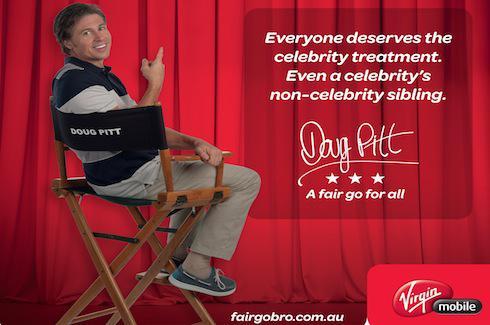 Everyone deserves the
celebrity treatment.
Even a celebrity's
non-celebrity sibling.
DOUG PITT
Doug Pitt
A fair go for all
fairgobro.com.au
Virgin
mobile